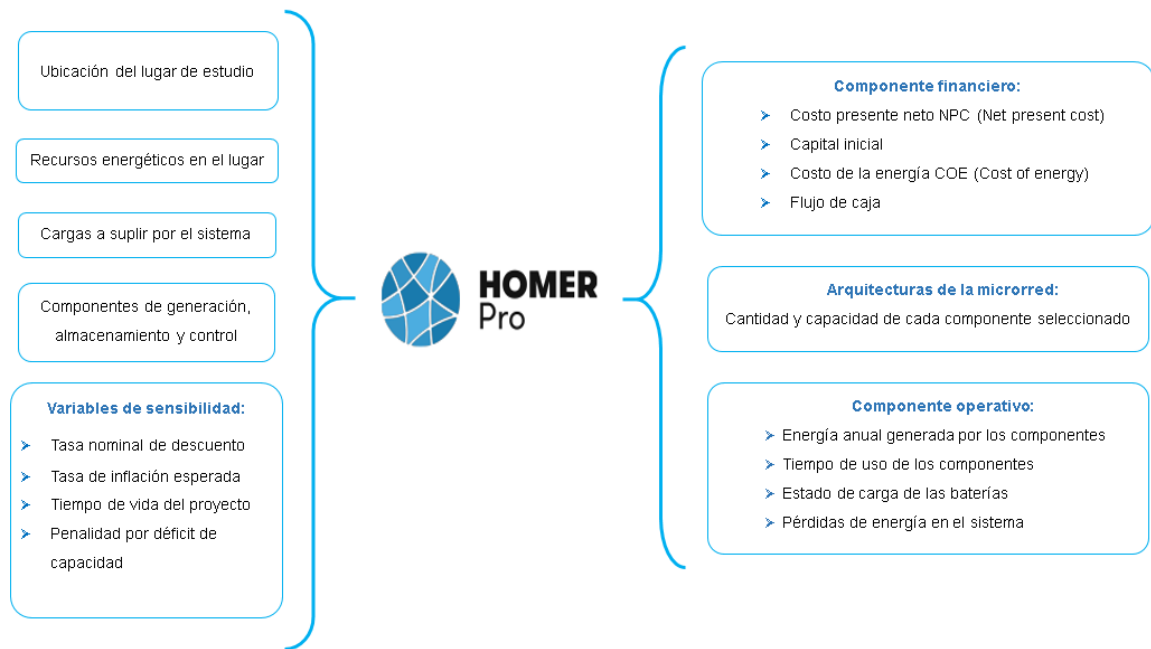 Ubicación del lugar de estudio
Recursos energéticos en el lugar
Cargas a suplir por el sistema
Componentes de generación,
almacenamiento y control
Variables de sensibilidad:
Tasa nominal de descuento
Tasa de inflación esperada
Tiempo de vida del proyecto
Penalidad por déficit de
capacidad
HOMER
Pro
Componente financiero:
Costo presente neto NPC (Net present cost)
Capital inicial
Costo de la energía COE (Cost of energy)
Flujo de caja
Arquitecturas de la microrred:
Cantidad y capacidad de cada componente seleccionado
Componente operativo:
Energía anual generada por los componentes
Tiempo de uso de los componentes
Estado de carga de las baterías
Pérdidas de energía en el sistema